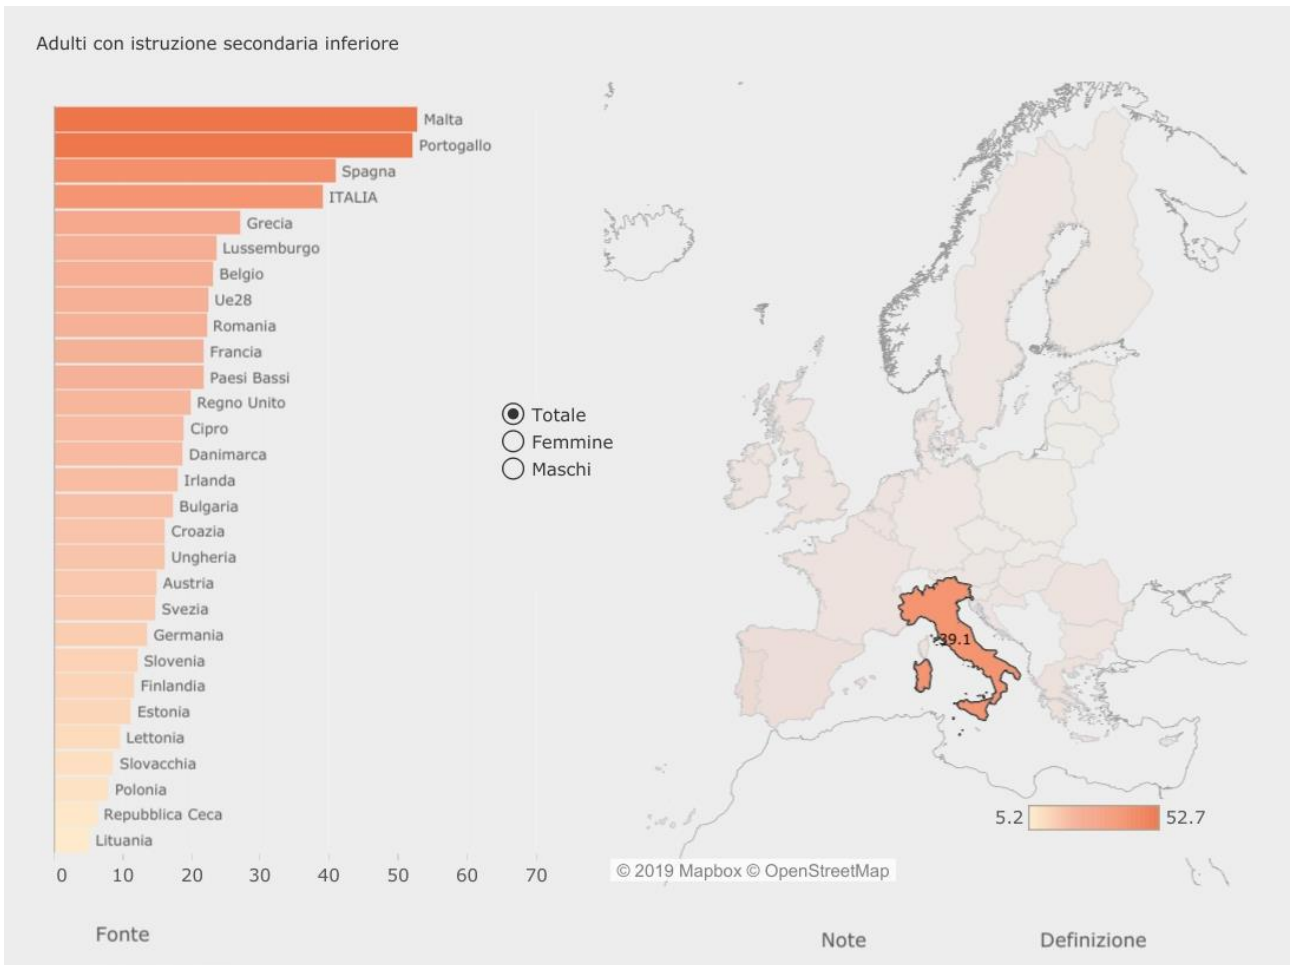 Adulti con istruzione secondaria inferiore
Malta
Portogallo
Spagna
ITALIA
Grecia
Lussemburgo
Belgio
Ue28
Romania
Francia
Paesi Bassi
Regno Unito
Cipro
Danimarca
Irlanda
Bulgaria
Croazia
Ungheria
Austria
Svezia
Germania
Slovenia
Finlandia
Estonia
Lettonia
Slovacchia
Polonia
Repubblica Ceca
Lituania
0 10 20 30 40 50 60 70
Totale
Femmine
Maschi
39.1
5.2 52.7
© 2019 Mapbox © OpenStreetMap
Fonte
Note
Definizione